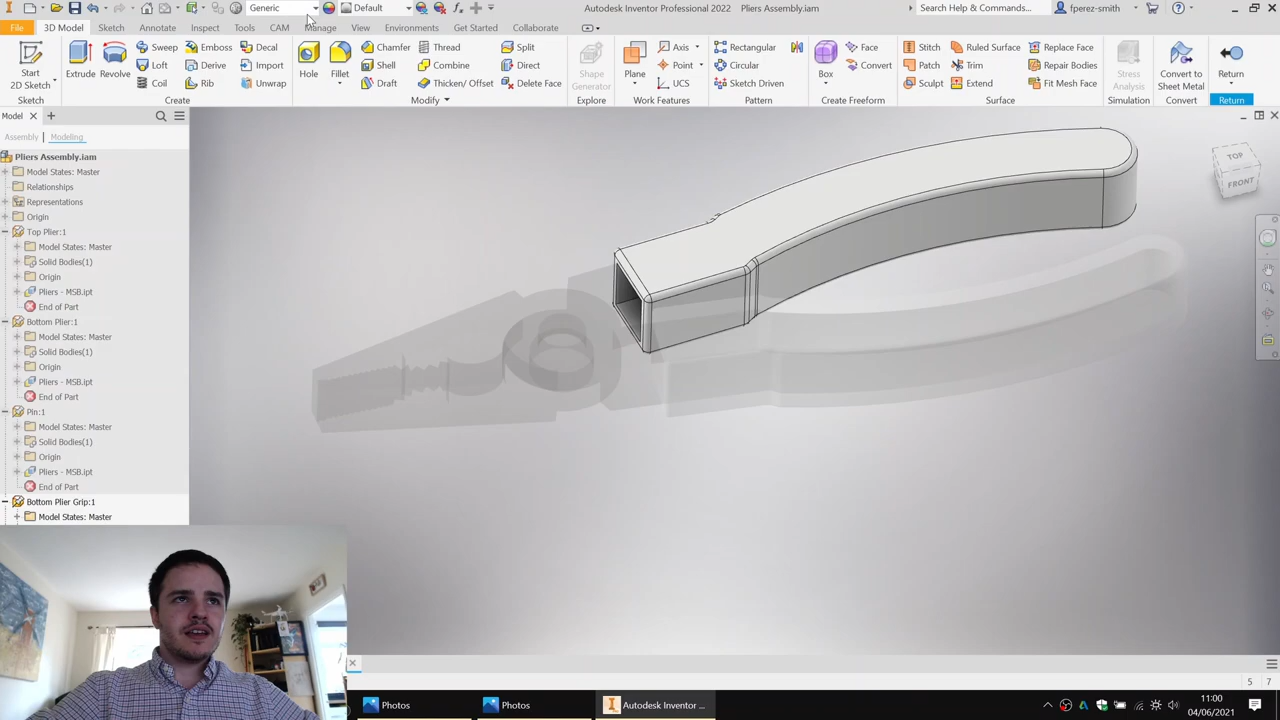 Generic
Default
Autodesk Inventor Professional 2022 Pliers Assembly.iam
Search Help & Commands...
fperez-smith
File 3D Model Sketch Annotate Inspect Tools CAM Manage View Environments Get Started Collaborate
Start 2D Sketch
Sketch
Extrude Revolve
Sweep Emboss Decal
Loft Derive Import
Coil Rib Unwrap
Create
Hole Fillet
Chamfer Thread Split
Shell Combine Direct
Draft Thicken/ Offset Delete Face
Modify
Shape Generator
Explore
Plane
Axis
Point
UCS
Work Features
Rectangular
Circular
Sketch Driven
Pattern
Box
Face
Convert
Create Freeform
Stitch Ruled Surface Replace Face
Patch Trim Repair Bodies
Sculpt Extend Fit Mesh Face
Surface
Stress Analysis
Simulation
Convert to Sheet Metal
Convert
Return
Return
Model
Assembly Modeling
Pliers Assembly.iam
Model States: Master
Relationships
Representations
Origin
Top Plier:1
Model States: Master
Solid Bodies(1)
Origin
Pliers - MSB.ipt
End of Part
Bottom Plier:1
Model States: Master
Solid Bodies(1)
Origin
Pliers - MSB.ipt
End of Part
Pin:1
Model States: Master
Solid Bodies(1)
Origin
Pliers - MSB.ipt
End of Part
Bottom Plier Grip:1
Model States: Master
TOP
FRONT
5 7
Photos
Photos
Autodesk Inventor ...
11:00
04/06/2021